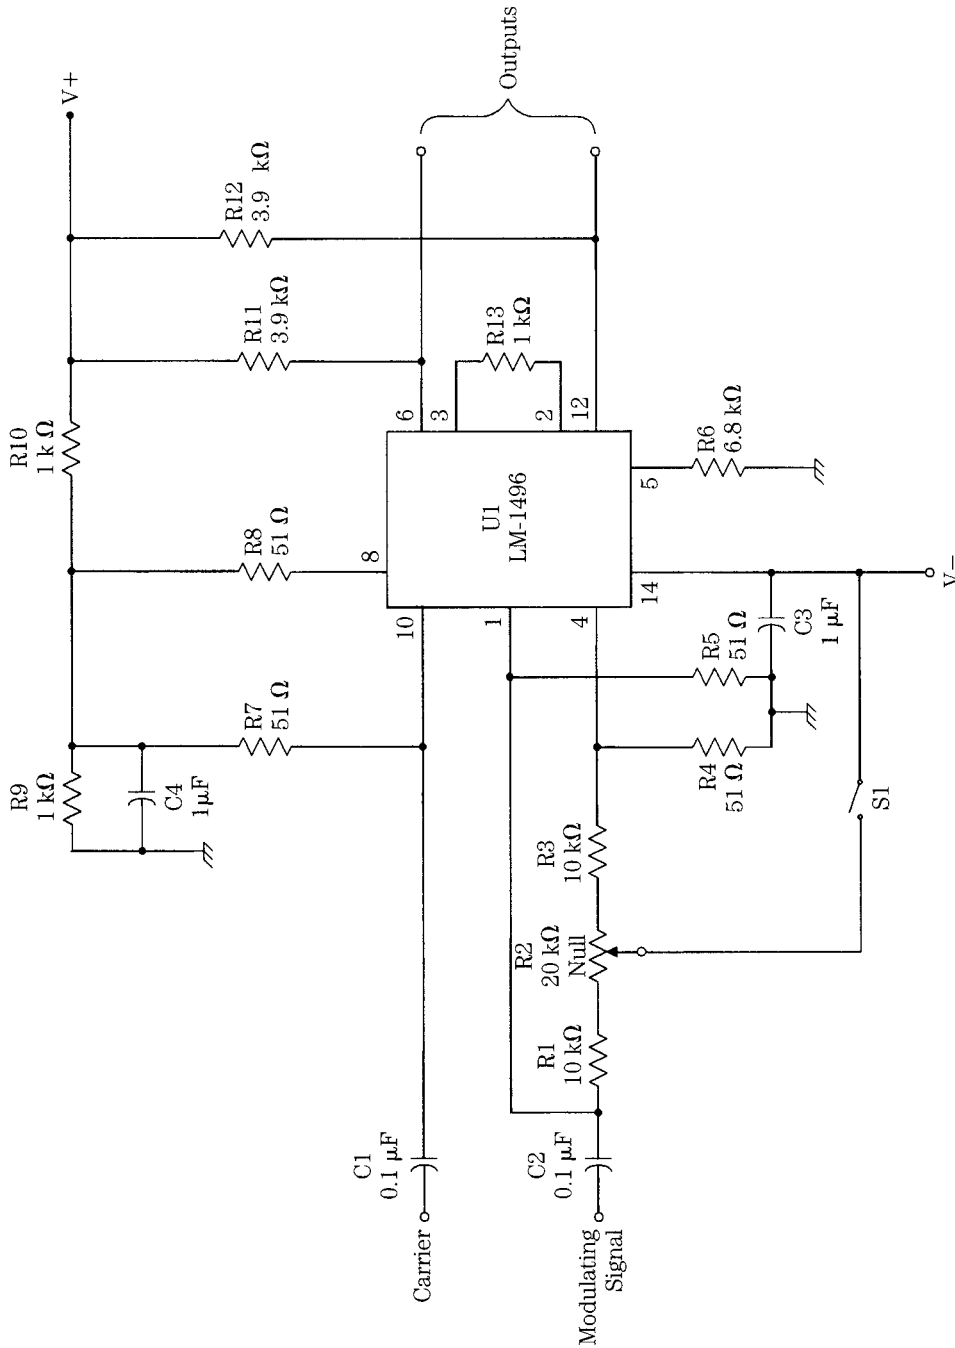 V+
R12
3.9 kΩ
R11
3.9 kΩ
R10
1 k Ω
R9
1 kΩ
C4
1µF
R8
51 Ω
R7
51 Ω
Outputs
R13
1 kΩ
6
3
2
12
8
10
1
4
5
14
U1
LM-1496
R6
6.8 kΩ
R5
51 Ω
C3
1 µF
V−
R4
51 Ω
S1
R3
10 kΩ
R2
20 kΩ
Null
R1
10 kΩ
C1
0.1 µF
C2
0.1 µF
Carrier
Modulating
Signal